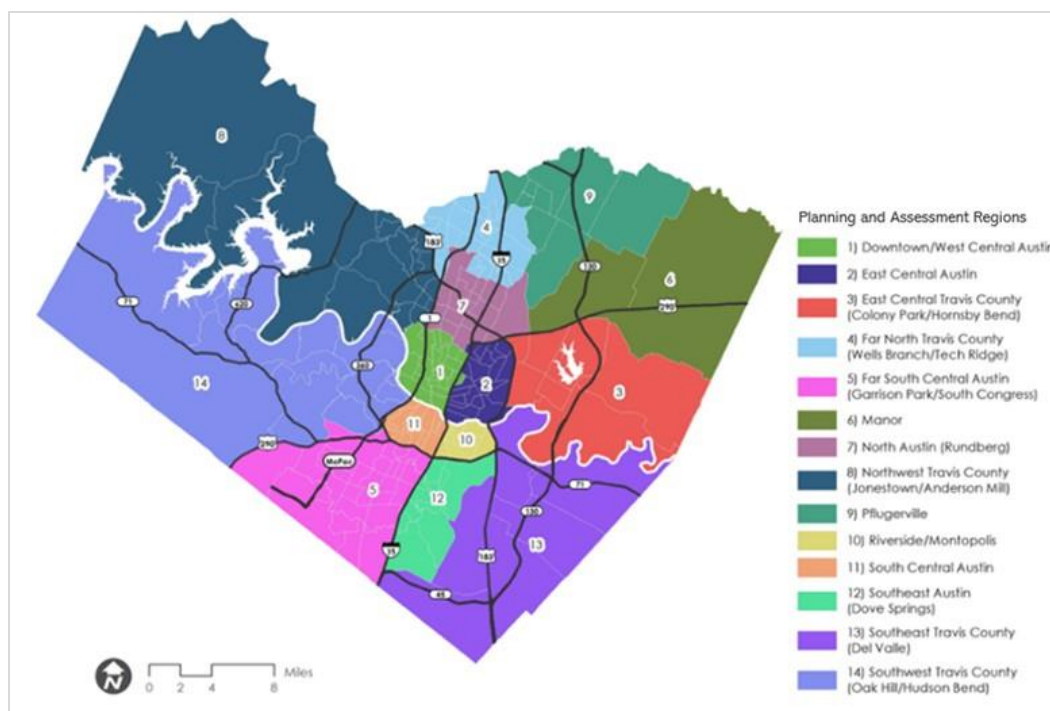 8
4
183
35
9
130
6
290
7
1
71
620
360
1
2
3
14
11
10
290
MoPac
5
12
71
130
13
35
183
45
N
0 2 4 8 Miles
Planning and Assessment Regions
1) Downtown/West Central Austin
2) East Central Austin
3) East Central Travis County
(Colony Park/Hornsby Bend)
4) Far North Travis County
(Wells Branch/Tech Ridge)
5) Far South Central Austin
(Garrison Park/South Congress)
6) Manor
7) North Austin (Rundberg)
8) Northwest Travis County
(Jonestown/Anderson Mill)
9) Pflugerville
10) Riverside/Montopolis
11) South Central Austin
12) Southeast Austin
(Dove Springs)
13) Southeast Travis County
(Del Valle)
14) Southwest Travis County
(Oak Hill/Hudson Bend)